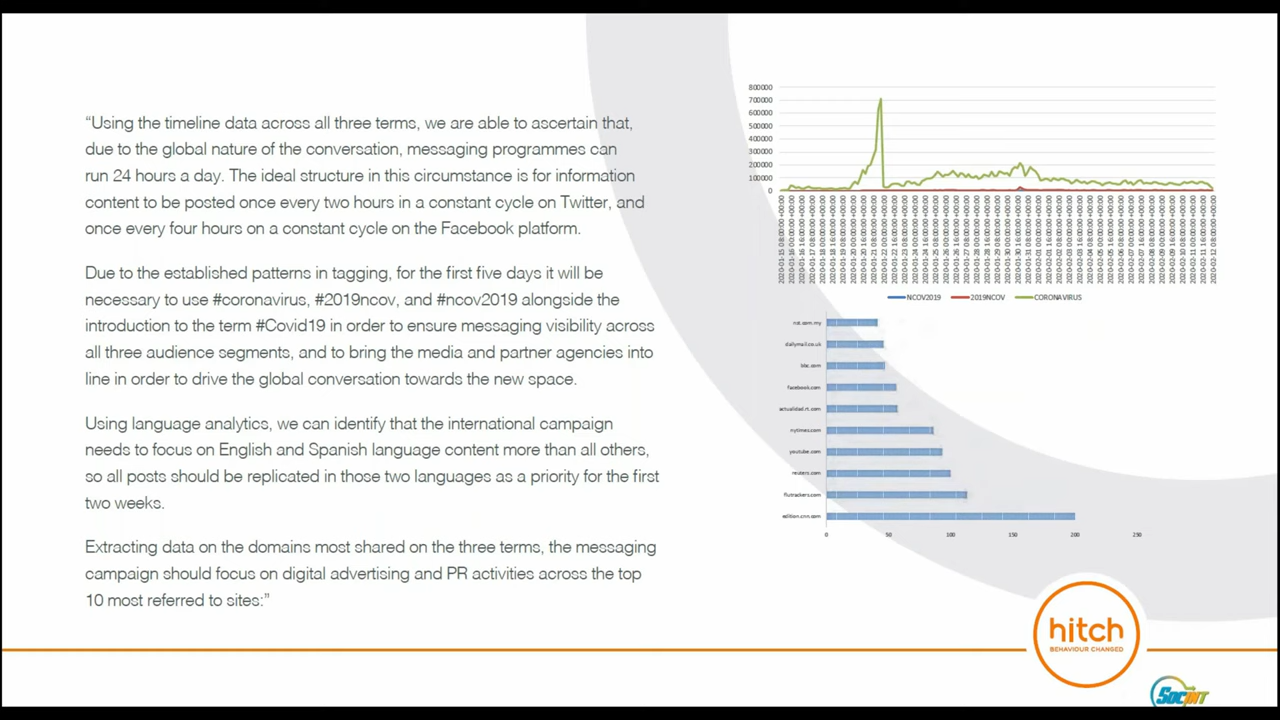 “Using the timeline data across all three terms, we are able to ascertain that,
due to the global nature of the conversation, messaging programmes can
run 24 hours a day. The ideal structure in this circumstance is for information
content to be posted once every two hours in a constant cycle on Twitter, and
once every four hours on a constant cycle on the Facebook platform.
Due to the established patterns in tagging, for the first five days it will be
necessary to use #coronavirus, #2019ncov, and #ncov2019 alongside the
introduction to the term #Covid19 in order to ensure messaging visibility across
all three audience segments, and to bring the media and partner agencies into
line in order to drive the global conversation towards the new space.
Using language analytics, we can identify that the international campaign
needs to focus on English and Spanish language content more than all others,
so all posts should be replicated in those two languages as a priority for the first
two weeks.
Extracting data on the domains most shared on the three terms, the messaging
campaign should focus on digital advertising and PR activities across the top
10 most referred to sites:”
800000
700000
600000
500000
400000
300000
200000
100000
0
NCOV2019 2019NCOV CORONAVIRUS
nst.com.my
dailymail.co.uk
bbc.com
facebook.com
actualidad.rt.com
nytimes.com
youtube.com
reuters.com
flutrackers.com
edition.cnn.com
0 50 100 150 200 250
hitch
BEHAVIOUR CHANGED